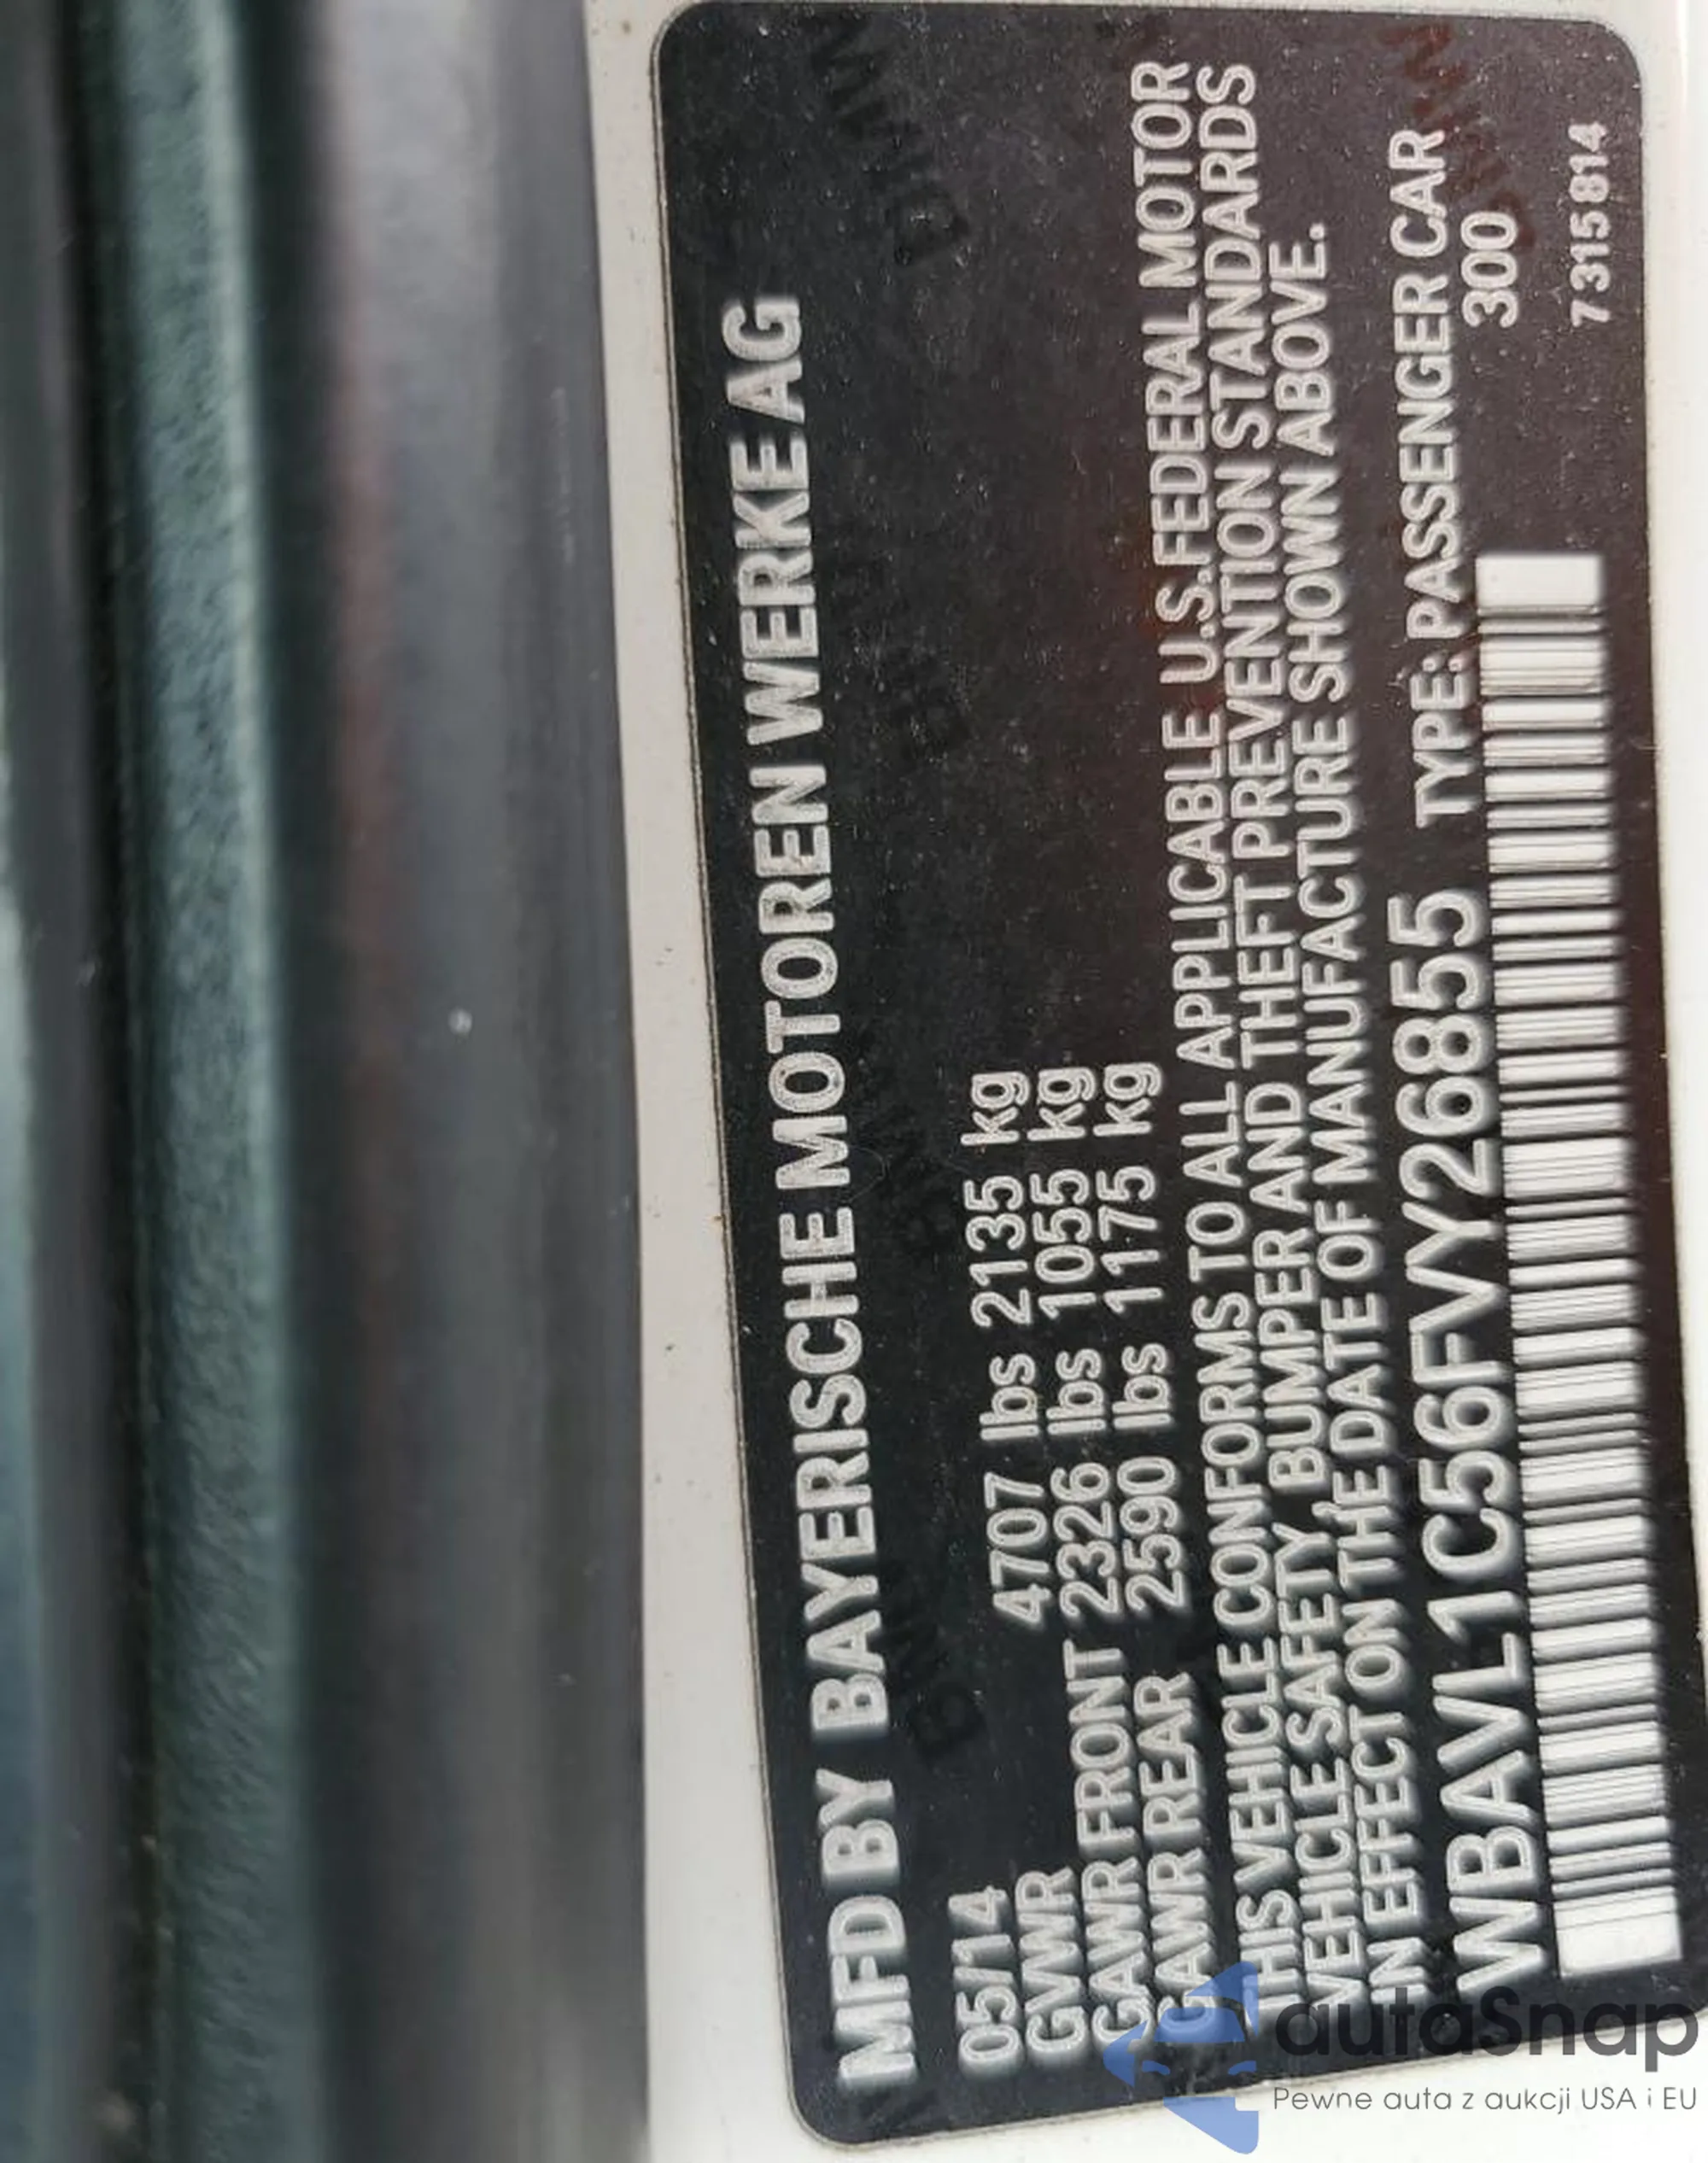 MFD BY BAYERISCHE MOTOREN WERKE AG
05/14
GVWR 4707 lbs 2135 kg
GAWR FRONT 2326 lbs 1055 kg
GAWR REAR 2590 lbs 1175 kg
THIS VEHICLE CONFORMS TO ALL APPLICABLE U.S.FEDERAL MOTOR
VEHICLE SAFETY, BUMPER AND THEFT PREVENTION STANDARDS
IN EFFECT ON THE DATE OF MANUFACTURE SHOWN ABOVE.
WBAVL1C56FVY26855 TYPE: PASSENGER CAR
300
7315814
autaSnap
Pewne auta z aukcji USA i EU